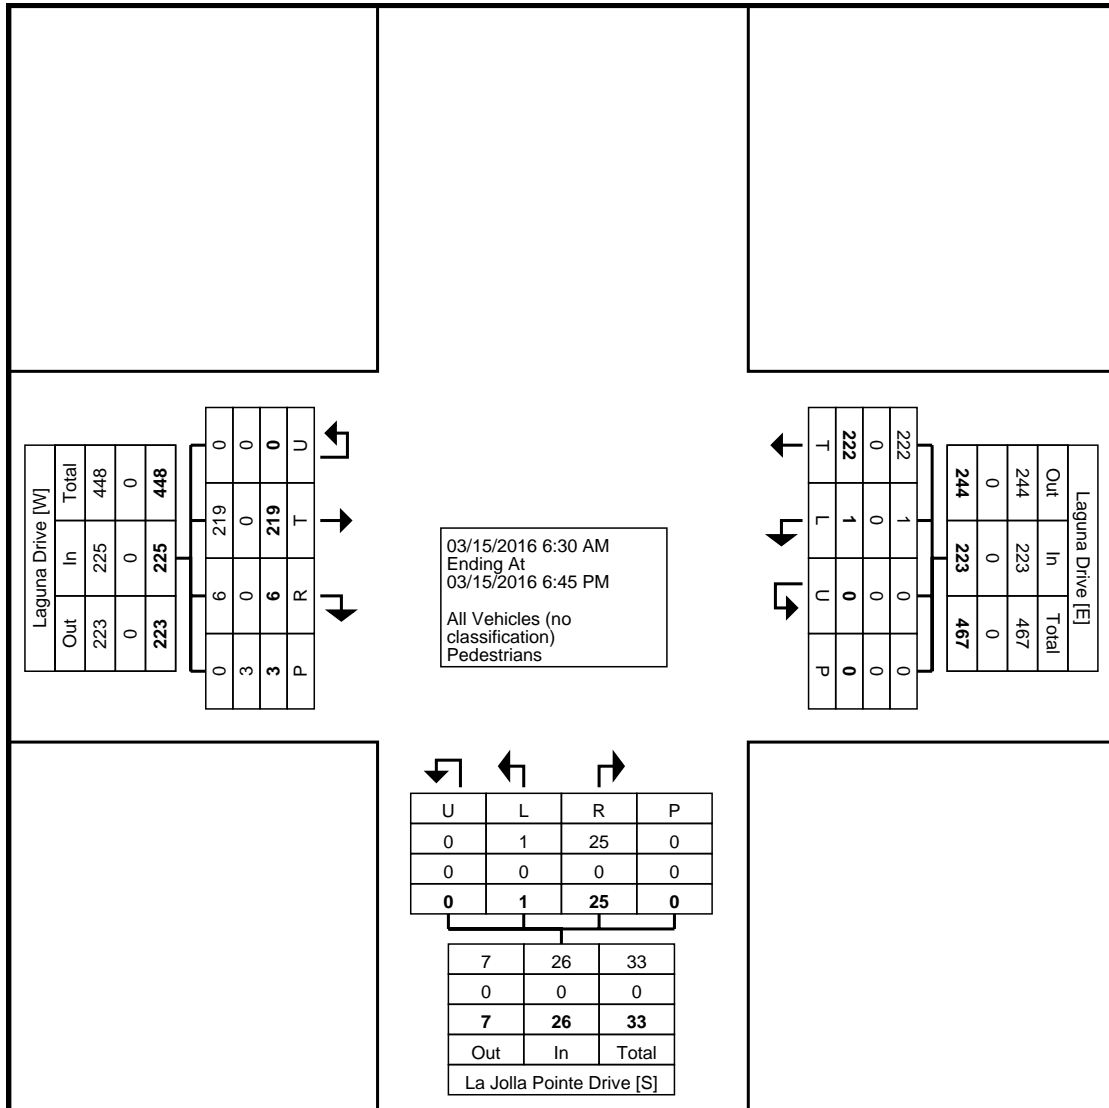 Laguna Drive [W]
Total In Out
448 225 223
0 0 0
448 225 223
0 219 6 0
0 0 0 3
0 219 6 3
U T R P
03/15/2016 6:30 AM
Ending At
03/15/2016 6:45 PM
All Vehicles (no
classification)
Pedestrians
Laguna Drive [E]
Out In Total
244 223 467
0 0 0
244 223 467
222 1 0 0
0 0 0 0
222 1 0 0
T L U P
U L R P
0 1 25 0
0 0 0 0
0 1 25 0
7 26 33
0 0 0
7 26 33
Out In Total
La Jolla Pointe Drive [S]